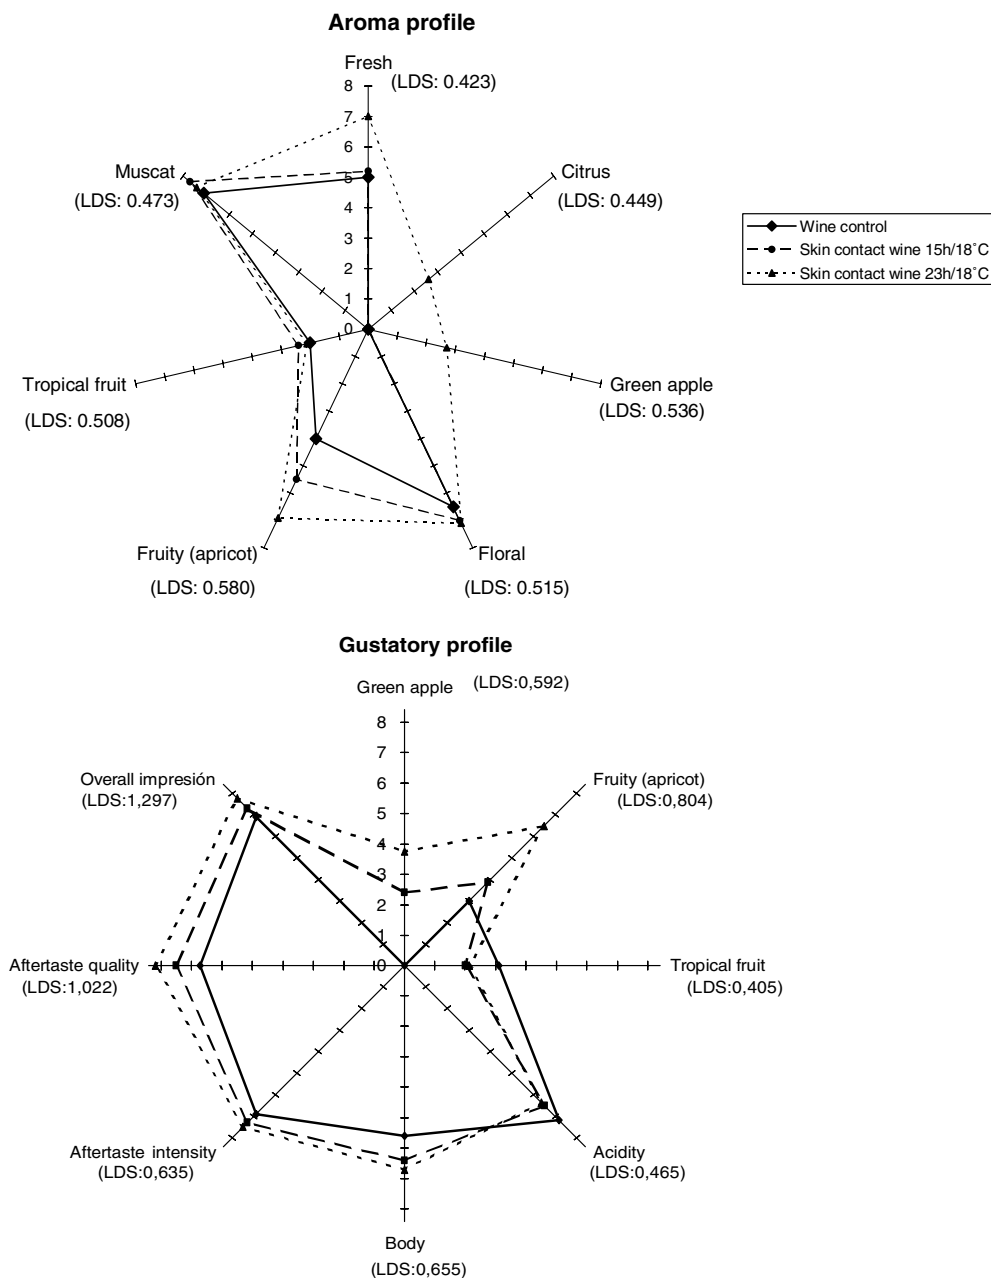 Aroma profile
Fresh
(LDS: 0.423)
8
7
6
5
4
3
2
1
0
Muscat
(LDS: 0.473)
Citrus
(LDS: 0.449)
Wine control
Skin contact wine 15h/18°C
Skin contact wine 23h/18°C
Tropical fruit
(LDS: 0.508)
Green apple
(LDS: 0.536)
Fruity (apricot)
(LDS: 0.580)
Floral
(LDS: 0.515)
Gustatory profile
Green apple (LDS:0,592)
8
7
6
5
4
3
2
1
0
Overall impresión
(LDS:1,297)
Fruity (apricot)
(LDS:0,804)
Aftertaste quality
(LDS:1,022)
Tropical fruit
(LDS:0,405)
Aftertaste intensity
(LDS:0,635)
Acidity
(LDS:0,465)
Body
(LDS:0,655)